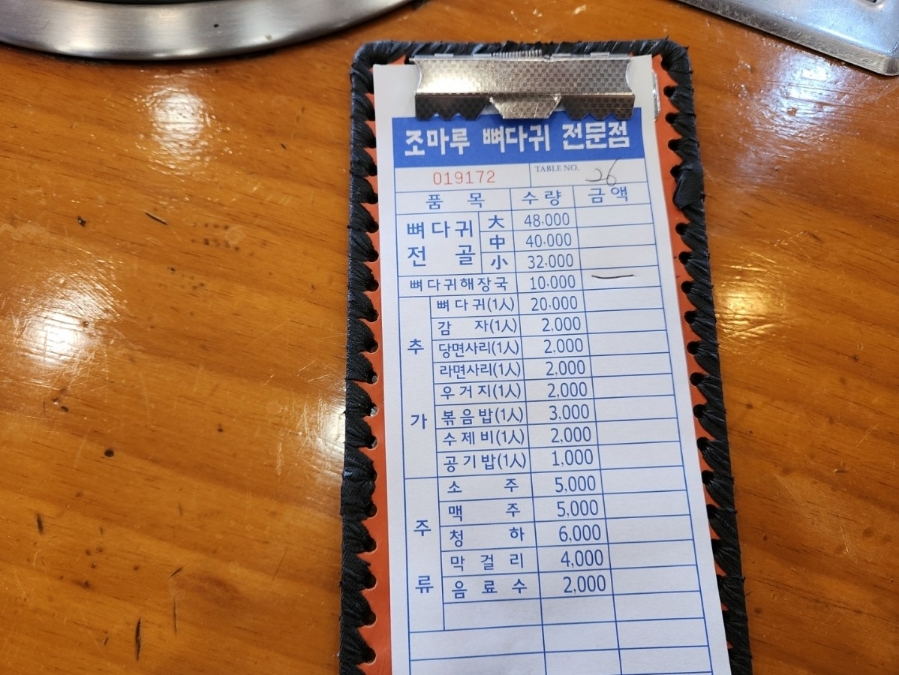 조마루 뼈다귀 전문점
019172 TABLE NO. 26
품 목 수 량 금 액
뼈다귀 전골 大 48.000
中 40.000
小 32.000
뼈다귀해장국 10.000 —
추가 뼈다귀(1人) 20.000
감 자(1人) 2.000
당면사리(1人) 2.000
라면사리(1人) 2,000
우거지(1人) 2,000
볶음밥(1人) 3,000
수제비(1人) 2,000
공기밥(1人) 1,000
주류 소 주 5,000
맥 주 5,000
청 하 6,000
막 걸 리 4,000
음 료 수 2,000